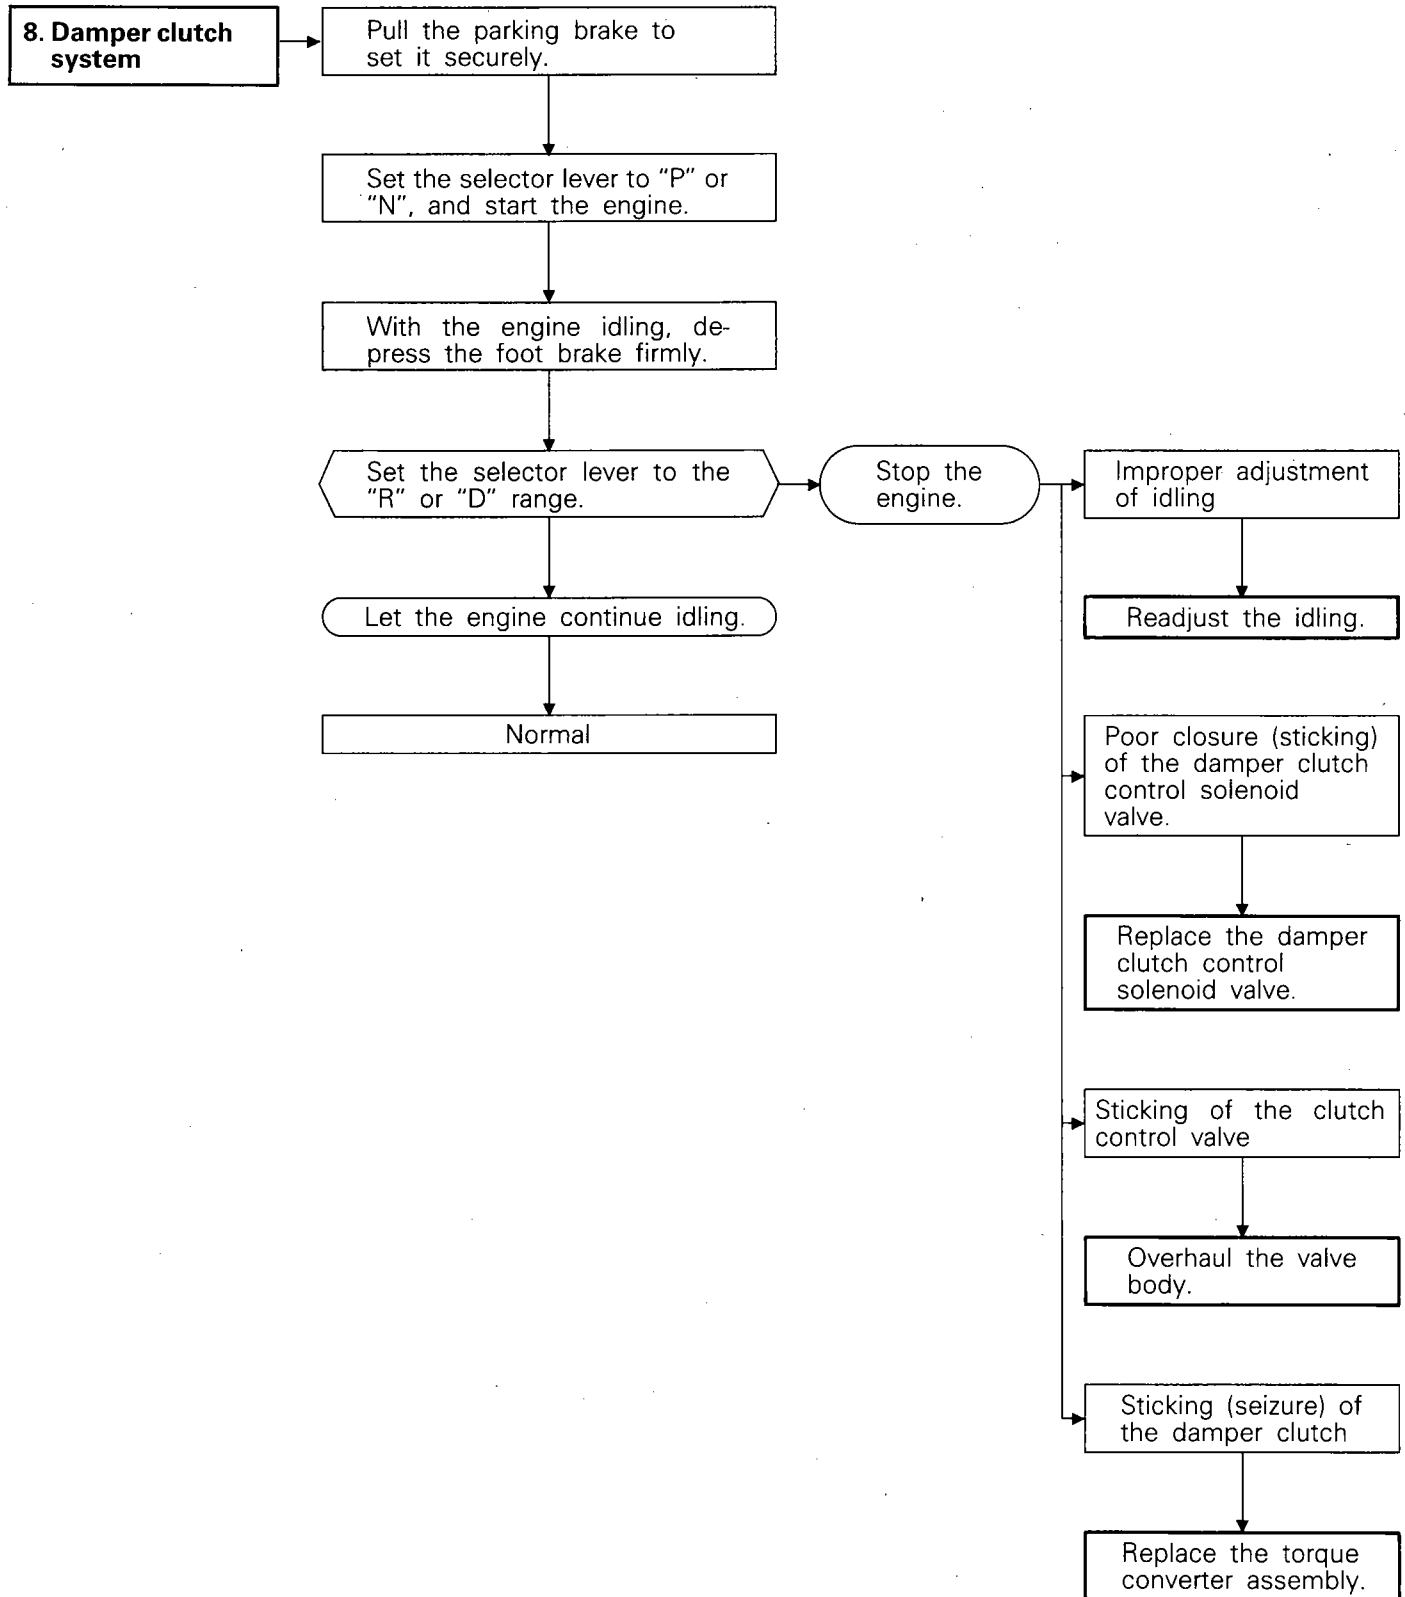 8. Damper clutch
system
Pull the parking brake to
set it securely.
Set the selector lever to “P” or
“N”, and start the engine.
With the engine idling, de-
press the foot brake firmly.
Set the selector lever to the
“R” or “D” range.
Stop the
engine.
Improper adjustment
of idling
Readjust the idling.
Let the engine continue idling.
Normal
Poor closure (sticking)
of the damper clutch
control solenoid
valve.
Replace the damper
clutch control
solenoid valve.
Sticking of the clutch
control valve
Overhaul the valve
body.
Sticking (seizure) of
the damper clutch
Replace the torque
converter assembly.